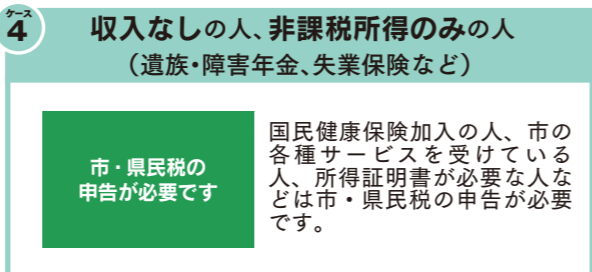 ケース
4
収入なしの人、非課税所得のみの人
（遺族・障害年金、失業保険など）
市・県民税の
申告が必要です
国民健康保険加入の人、市の
各種サービスを受けている
人、所得証明書が必要な人な
どは市・県民税の申告が必要
です。